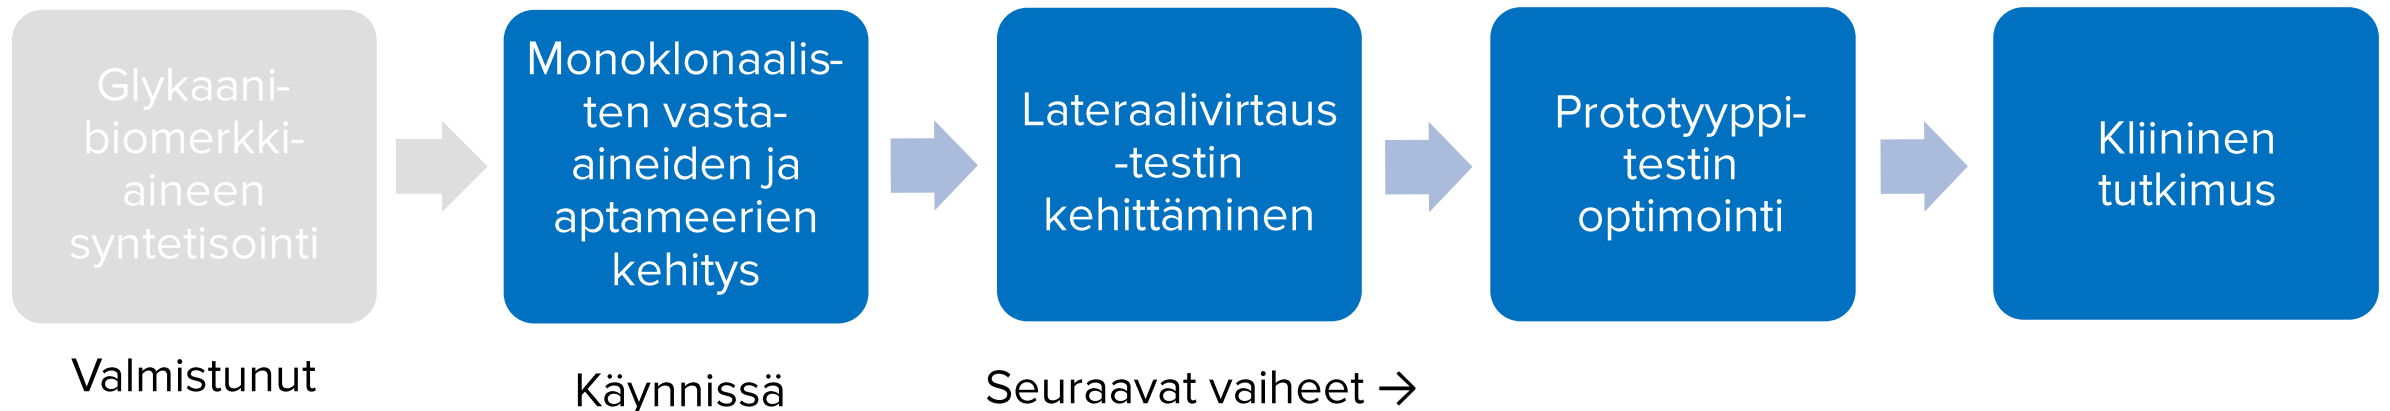 Glykaani-
biomerkki-
aineen
syntetisointi
Monoklonaalis-
ten vasta-
aineiden ja
aptameerien
kehitys
Lateraalivirtaus
-testin
kehittäminen
Prototyyppi-
testin
optimointi
Kliininen
tutkimus
Valmistunut
Käynnissä
Seuraavat vaiheet →